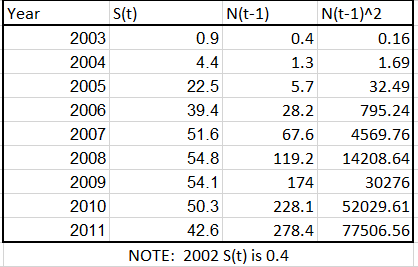 Year S(t) N(t-1) N(t-1)^2
2003 0.9 0.4 0.16
2004 4.4 1.3 1.69
2005 22.5 5.7 32.49
2006 39.4 28.2 795.24
2007 51.6 67.6 4569.76
2008 54.8 119.2 14208.64
2009 54.1 174 30276
2010 50.3 228.1 52029.61
2011 42.6 278.4 77506.56
NOTE: 2002 S(t) is 0.4